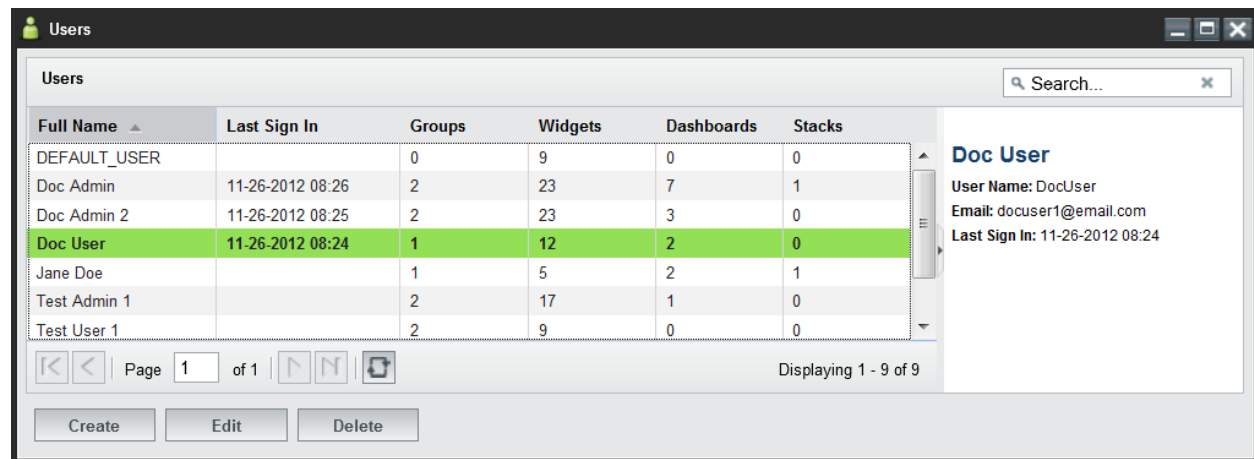 Users
Users
Search...
Full Name Last Sign In Groups Widgets Dashboards Stacks
DEFAULT_USER 0 9 0 0
Doc Admin 11-26-2012 08:26 2 23 7 1
Doc Admin 2 11-26-2012 08:25 2 23 3 0
Doc User 11-26-2012 08:24 1 12 2 0
Jane Doe 1 5 2 1
Test Admin 1 2 17 1 0
Test User 1 2 9 0 0
Page 1 of 1 Displaying 1 - 9 of 9
Doc User
User Name: DocUser
Email: docuser1@email.com
Last Sign In: 11-26-2012 08:24
Create Edit Delete